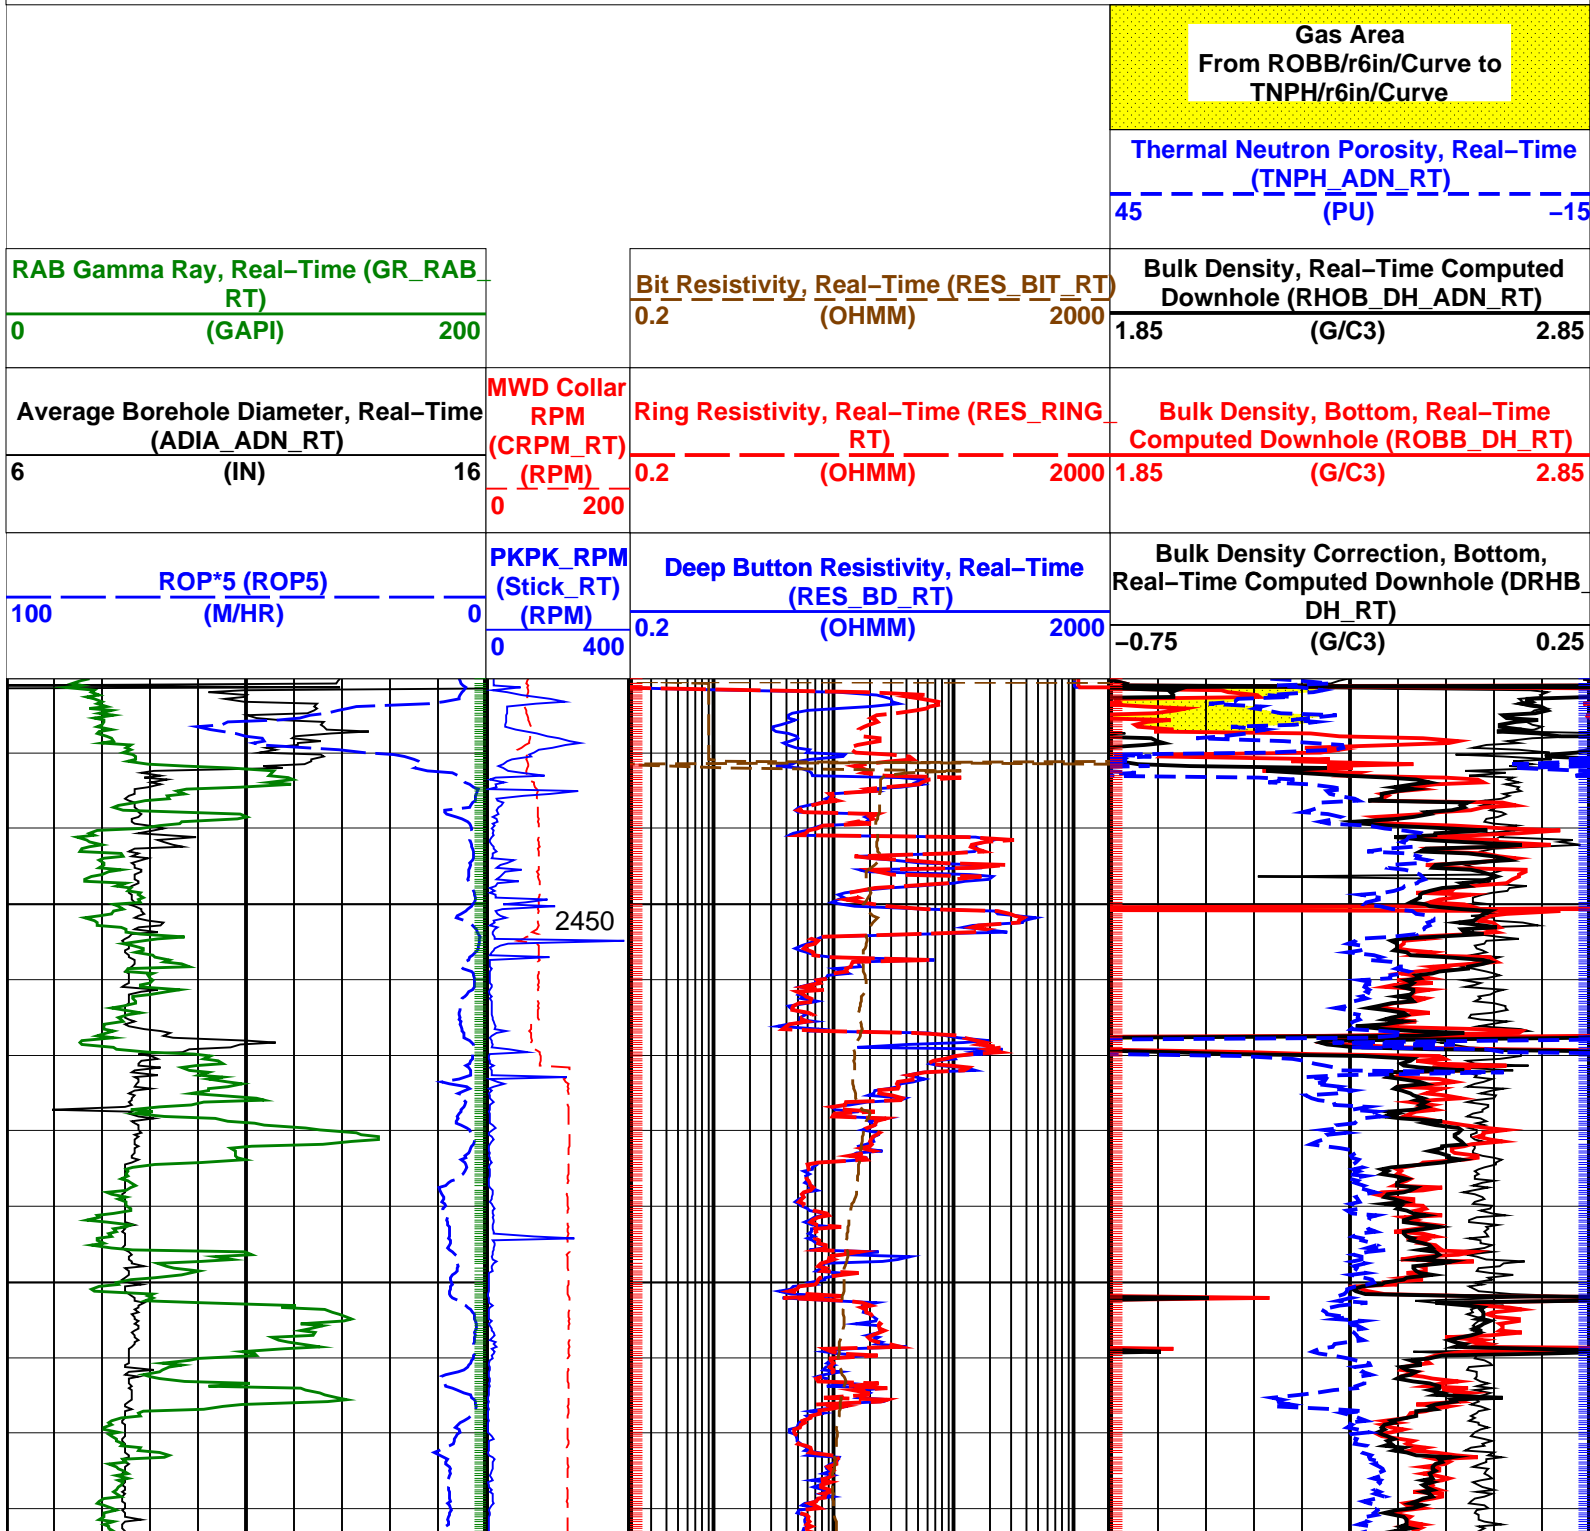 Gas Area
From ROBB/r6in/Curve to
TNPH/r6in/Curve
Thermal Neutron Porosity, Real−Time
(TNPH_ADN_RT)
45 (PU) −15
RAB Gamma Ray, Real−Time (GR_RAB_
RT)
0 (GAPI) 200
Bit Resistivity, Real−Time (RES_BIT_RT)
0.2 (OHMM) 2000
Bulk Density, Real−Time Computed
Downhole (RHOB_DH_ADN_RT)
1.85 (G/C3) 2.85
Average Borehole Diameter, Real−Time
(ADIA_ADN_RT)
6 (IN) 16
MWD Collar
RPM
(CRPM_RT)
(RPM)
0 200
Ring Resistivity, Real−Time (RES_RING_
RT)
0.2 (OHMM) 2000
Bulk Density, Bottom, Real−Time
Computed Downhole (ROBB_DH_RT)
1.85 (G/C3) 2.85
ROP*5 (ROP5)
100 (M/HR) 0
PKPK_RPM
(Stick_RT)
(RPM)
0 400
Deep Button Resistivity, Real−Time
(RES_BD_RT)
0.2 (OHMM) 2000
Bulk Density Correction, Bottom,
Real−Time Computed Downhole (DRHB_
DH_RT)
−0.75 (G/C3) 0.25
2450